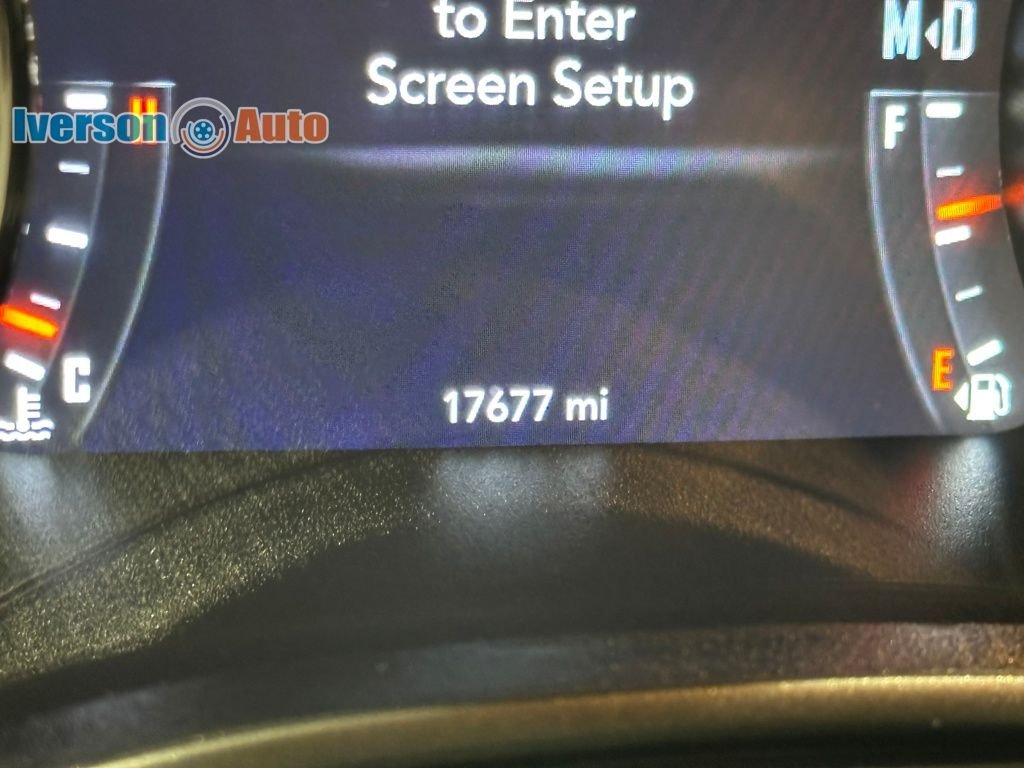 to Enter
Screen Setup
M D
H
Iverson Auto
F
C
E
17677 mi